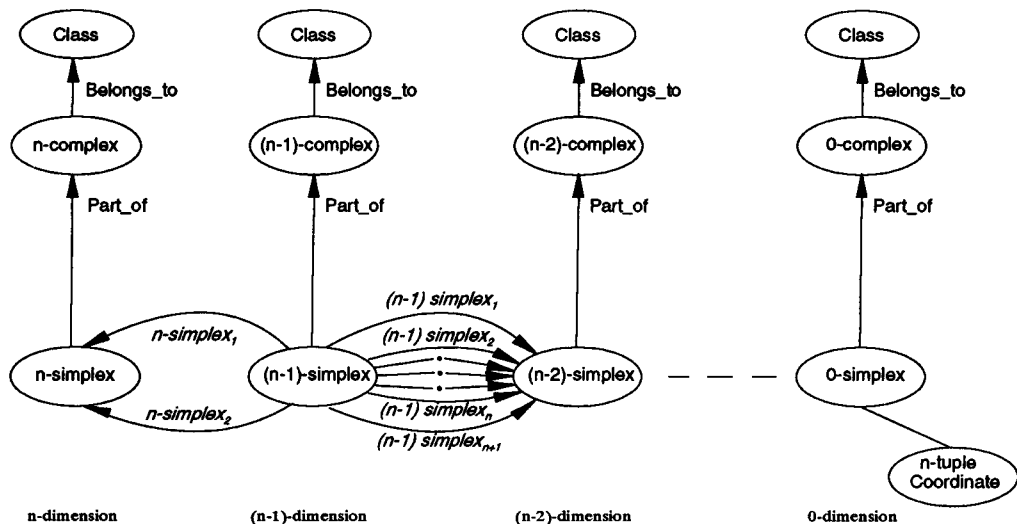 Class Class Class Class
Belongs_to Belongs_to Belongs_to Belongs_to
n-complex (n-1)-complex (n-2)-complex 0-complex
Part_of Part_of Part_of Part_of
(n-1) simplex₁
n-simplex₁ (n-1) simplex₂
n-simplex (n-1)-simplex (n-2)-simplex 0-simplex
n-simplex₂ (n-1) simplexₙ
(n-1) simplexₙ₊₁
n-tuple
Coordinate
n-dimension (n-1)-dimension (n-2)-dimension 0-dimension